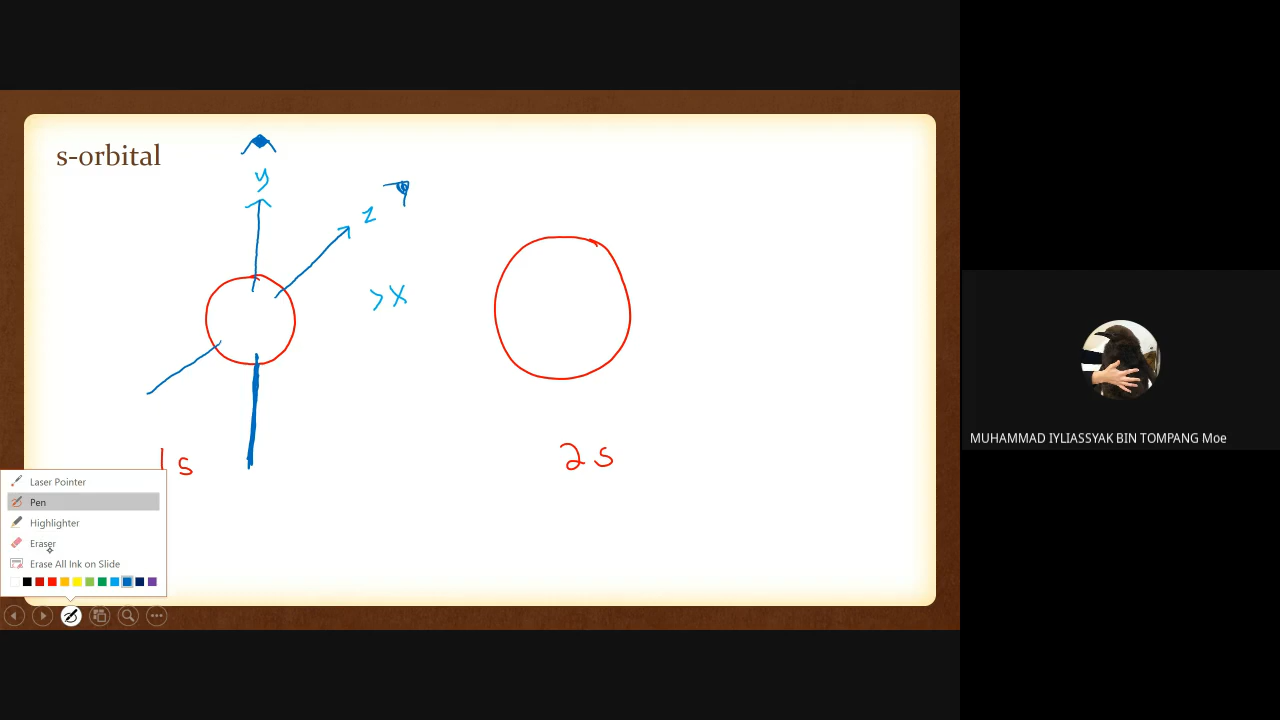 s-orbital
y
z
>X
1s
2s
Laser Pointer
Pen
Highlighter
Eraser
Erase All Ink on Slide
MUHAMMAD IYLIASSYAK BIN TOMPANG Moe